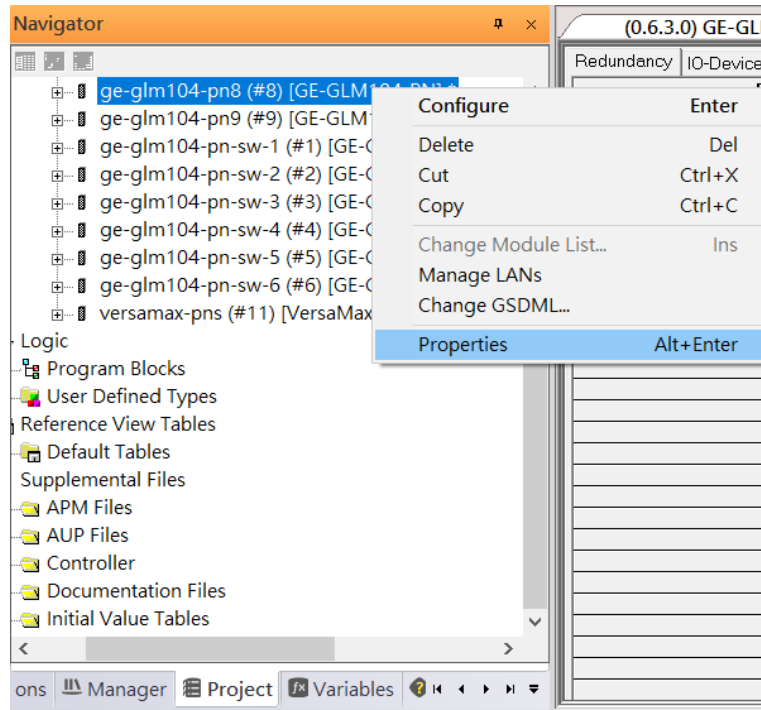 Navigator
(0.6.3.0) GE-GL
Redundancy
IO-Device
ge-glm104-pn8 (#8) [GE-GLM104-PN] *
ge-glm104-pn9 (#9) [GE-GLM1
ge-glm104-pn-sw-1 (#1) [GE-G
ge-glm104-pn-sw-2 (#2) [GE-G
ge-glm104-pn-sw-3 (#3) [GE-G
ge-glm104-pn-sw-4 (#4) [GE-G
ge-glm104-pn-sw-5 (#5) [GE-G
ge-glm104-pn-sw-6 (#6) [GE-G
versamax-pns (#11) [VersaMax
Logic
Program Blocks
User Defined Types
Reference View Tables
Default Tables
Supplemental Files
APM Files
AUP Files
Controller
Documentation Files
Initial Value Tables
Configure Enter
Delete Del
Cut Ctrl+X
Copy Ctrl+C
Change Module List... Ins
Manage LANs
Change GSDML...
Properties Alt+Enter
ons Manager Project Variables